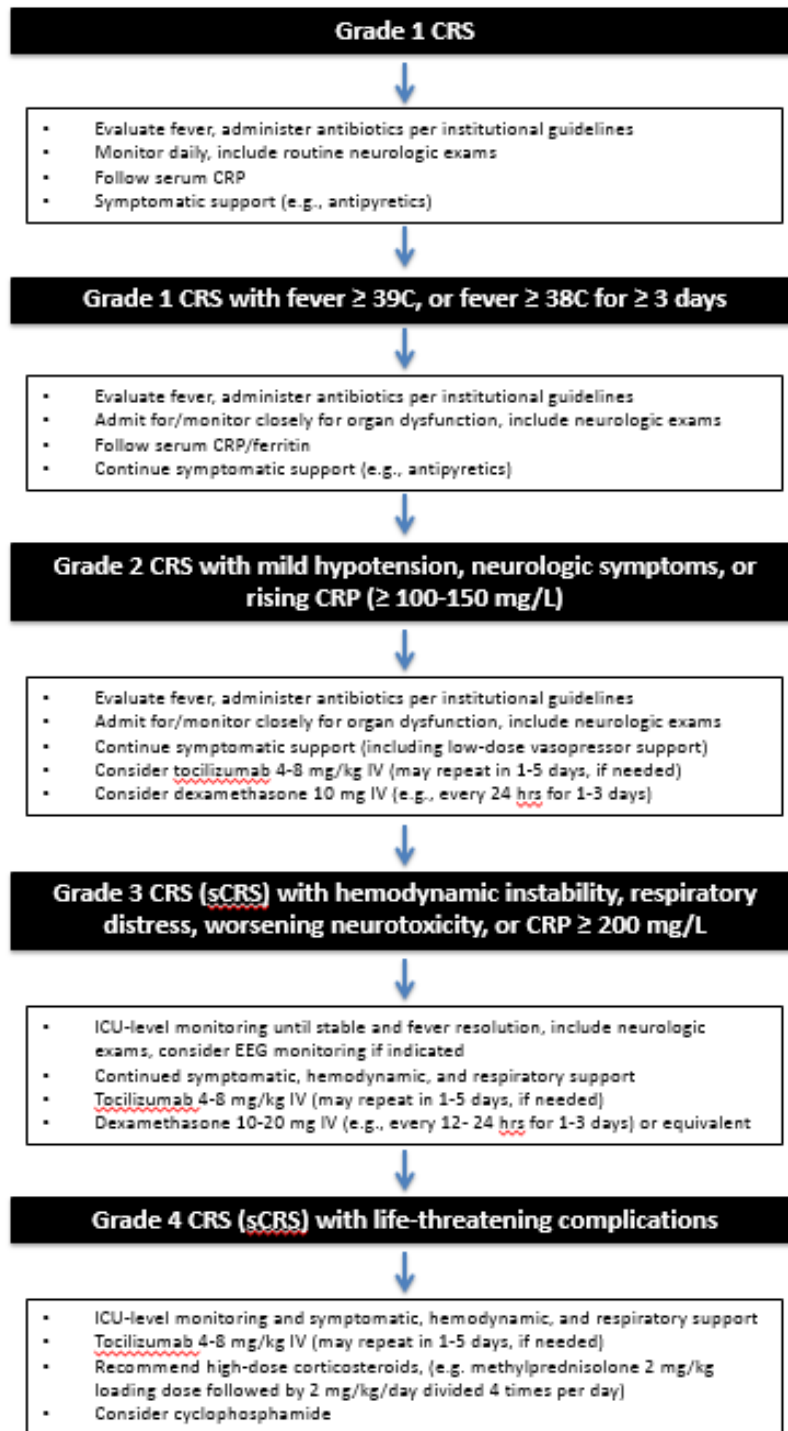 Grade 1 CRS
▪ Evaluate fever, administer antibiotics per institutional guidelines
▪ Monitor daily, include routine neurologic exams
▪ Follow serum CRP
▪ Symptomatic support (e.g., antipyretics)
Grade 1 CRS with fever ≥ 39C, or fever ≥ 38C for ≥ 3 days
▪ Evaluate fever, administer antibiotics per institutional guidelines
▪ Admit for/monitor closely for organ dysfunction, include neurologic exams
▪ Follow serum CRP/ferritin
▪ Continue symptomatic support (e.g., antipyretics)
Grade 2 CRS with mild hypotension, neurologic symptoms, or
rising CRP (≥ 100-150 mg/L)
▪ Evaluate fever, administer antibiotics per institutional guidelines
▪ Admit for/monitor closely for organ dysfunction, include neurologic exams
▪ Continue symptomatic support (including low-dose vasopressor support)
▪ Consider tocilizumab 4-8 mg/kg IV (may repeat in 1-5 days, if needed)
▪ Consider dexamethasone 10 mg IV (e.g., every 24 hrs for 1-3 days)
Grade 3 CRS (sCRS) with hemodynamic instability, respiratory
distress, worsening neurotoxicity, or CRP ≥ 200 mg/L
▪ ICU-level monitoring until stable and fever resolution, include neurologic
exams, consider EEG monitoring if indicated
▪ Continued symptomatic, hemodynamic, and respiratory support
▪ Tocilizumab 4-8 mg/kg IV (may repeat in 1-5 days, if needed)
▪ Dexamethasone 10-20 mg IV (e.g., every 12- 24 hrs for 1-3 days) or equivalent
Grade 4 CRS (sCRS) with life-threatening complications
▪ ICU-level monitoring and symptomatic, hemodynamic, and respiratory support
▪ Tocilizumab 4-8 mg/kg IV (may repeat in 1-5 days, if needed)
▪ Recommend high-dose corticosteroids, (e.g. methylprednisolone 2 mg/kg
loading dose followed by 2 mg/kg/day divided 4 times per day)
▪ Consider cyclophosphamide